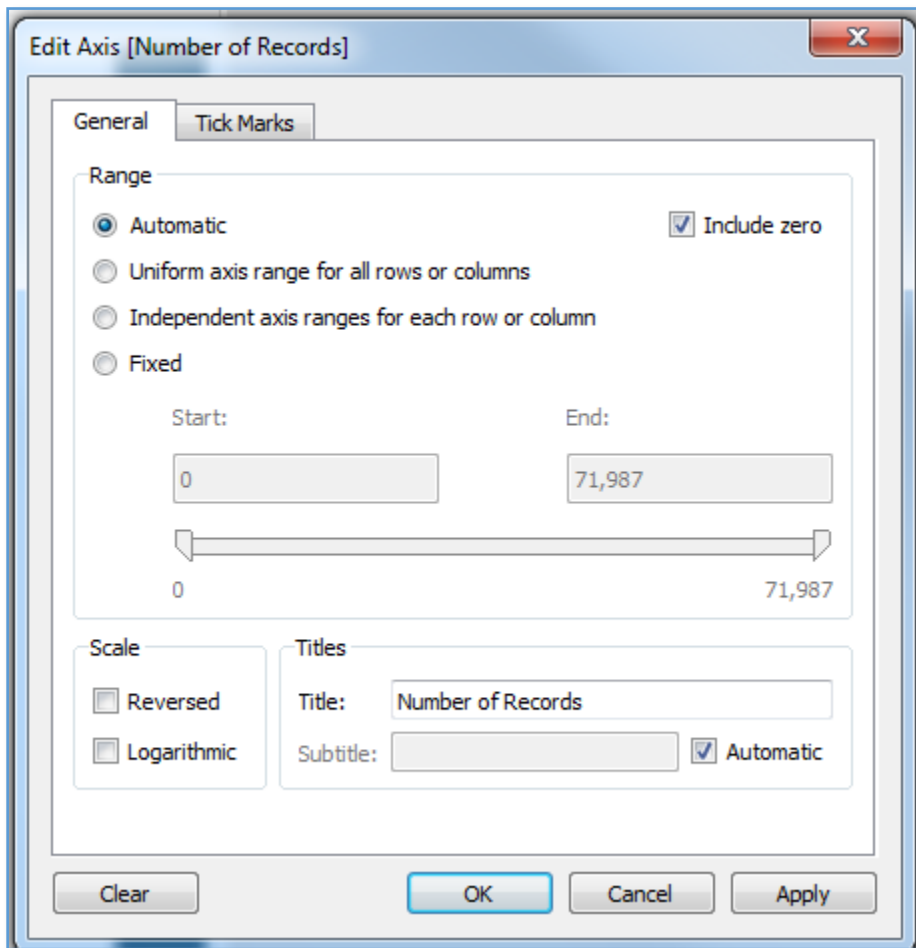 Edit Axis [Number of Records]
General Tick Marks
Range
Automatic Include zero
Uniform axis range for all rows or columns
Independent axis ranges for each row or column
Fixed
Start: End:
0 71,987
0 71,987
Scale Titles
Reversed Title: Number of Records
Logarithmic Subtitle: Automatic
Clear OK Cancel Apply